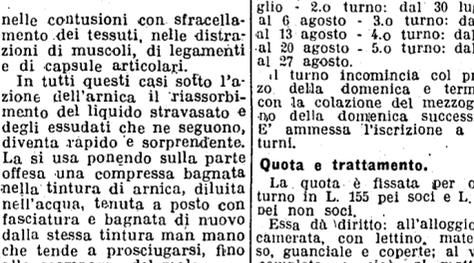 nelle contusioni con sfracella-
mento dei tessuti, nelle distra-
zioni di muscoli, di legamenti
e di capsule articolari.
In tutti questi casi sotto l'a-
zione dell'arnica il riassorbi-
mento del liquido stravasato e
degli essudati che ne seguono,
diventa rapido e sorprendente.
La si usa ponendo sulla parte
offesa una compressa bagnata
nella tintura di arnica, diluita
nell'acqua, tenuta a posto con
fasciatura e bagnata di nuovo
dalla stessa tintura man mano
che tende a prosciugarsi, fino
glio - 2.o turno: dal 30 lu
al 6 agosto - 3.o turno: d
al 13 agosto - 4.o turno: d
al 20 agosto - 5.o turno: d
al 27 agosto.
il turno incomincia col p
zo della domenica e term
con la colazione del mezzog
no della domenica success
E' ammessa l'iscrizione a
turni.
Quota e trattamento.
La quota è fissata per o
turno in L. 155 pei soci e L.
pei non soci.
Essa dà diritto: all'alloggi
camerata, con lettino, mate
so, guanciale e coperte; al v